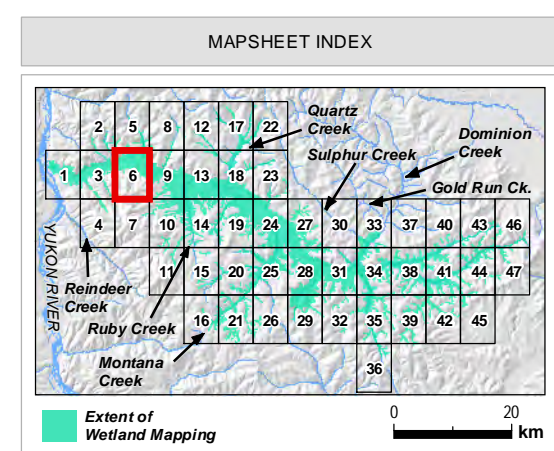 MAPSHEET INDEX
2 5 8 12 17 22
Quartz
Creek
Dominion
Creek
Sulphur Creek
Gold Run Ck.
1 3 6 9 13 18 23
4 7 10 14 19 24 27 30 33 37 40 43 46
YUKON RIVER
11 15 20 25 28 31 34 38 41 44 47
Reindeer
Creek
Ruby Creek
16 21 26 29 32 35 39 42 45
Montana
Creek
36
Extent of
Wetland Mapping
0 20
km